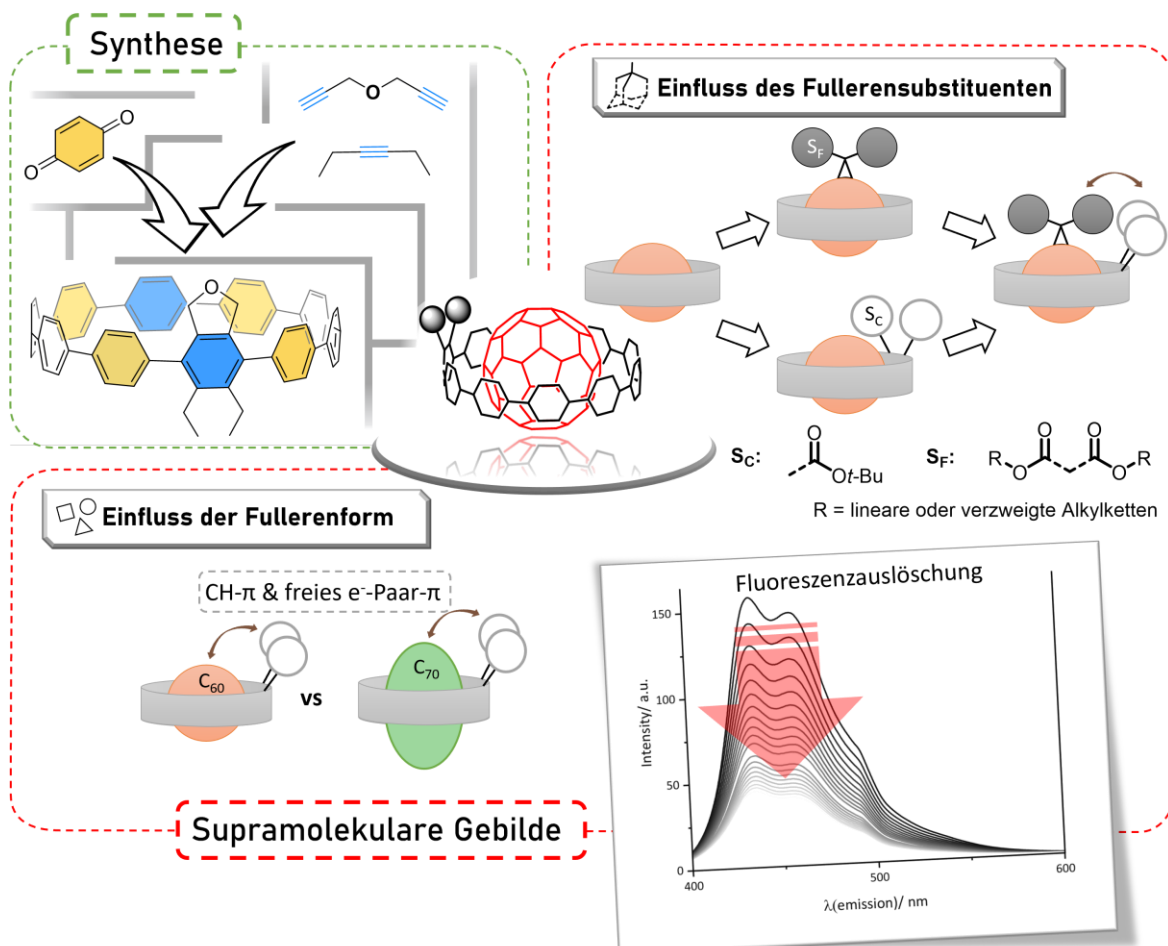 Synthese
O
O
O
O
Einfluss des Fullerensubstituenten
S_F
S_C
S_C:
O
Ot-Bu
S_F:
O
O
R
O
O
R
R = lineare oder verzweigte Alkylketten
Einfluss der Fullerenform
CH-π & freies e⁻-Paar-π
C₆₀
vs
C₇₀
Supramolekulare Gebilde
Fluoreszenzauslöschung
150
100
50
0
Intensity/ a.u.
400
500
600
λ(emission)/ nm